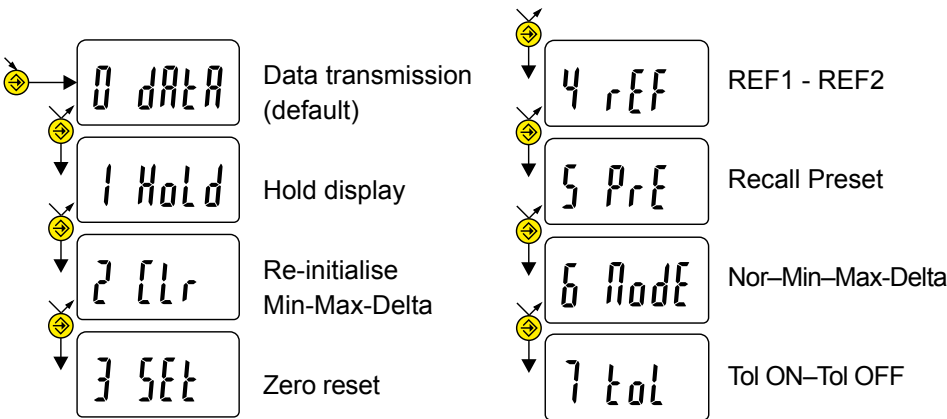 0 dAtA
Data transmission
(default)
1 Hold
Hold display
2 CLr
Re-initialise
Min-Max-Delta
3 SEt
Zero reset
4 rEF
REF1 - REF2
5 PrE
Recall Preset
6 ModE
Nor–Min–Max-Delta
7 toL
Tol ON–Tol OFF